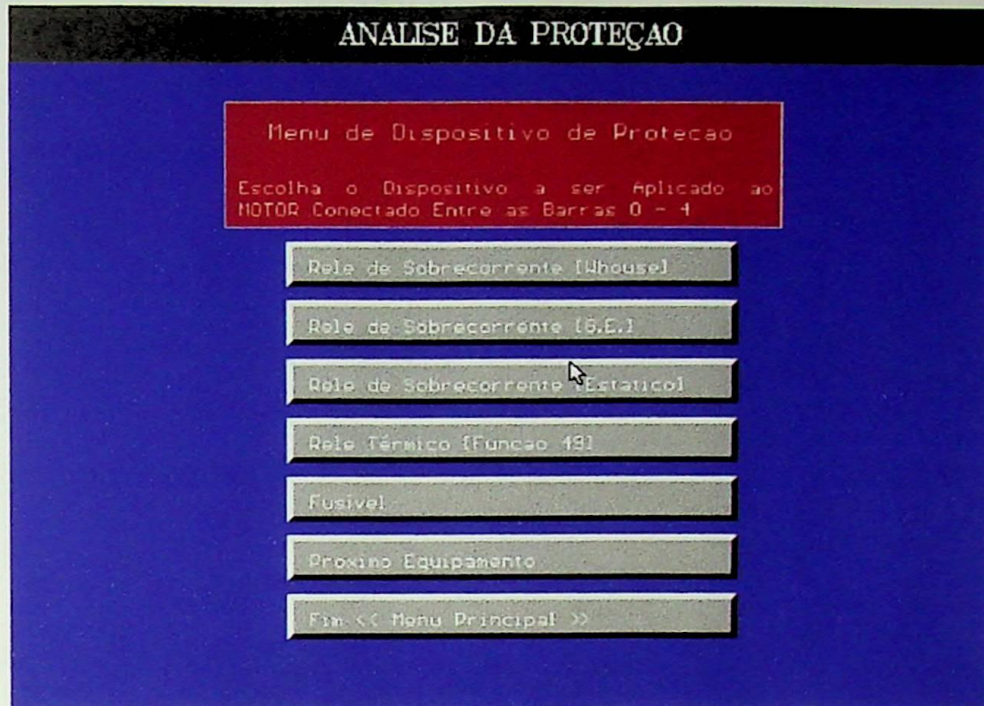 ANALISE DA PROTEÇAO
Menu de Dispositivo de Protecao
Escolha o Dispositivo a ser Aplicado ao
MOTOR Conectado Entre as Barras 0 - 4
Rele de Sobrecorrente [Whouse]
Rele de Sobrecorrente [G.E.]
Rele de Sobrecorrente [Estatico]
Rele Térmico [Funcao 49]
Fusivel
Proximo Equipamento
Fim << Menu Principal >>